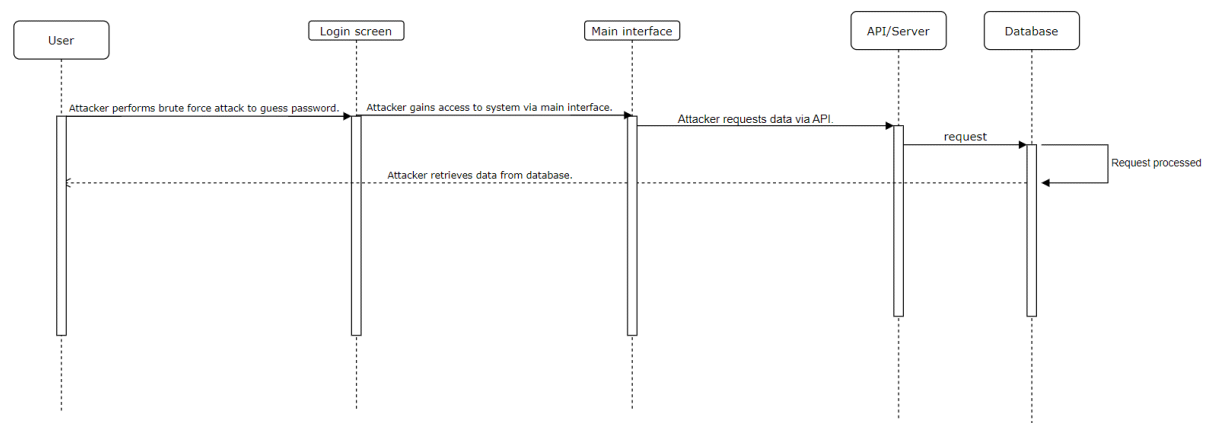 User
Login screen
Main interface
API/Server
Database
Attacker performs brute force attack to guess password.
Attacker gains access to system via main interface.
Attacker requests data via API.
request
Request processed
Attacker retrieves data from database.